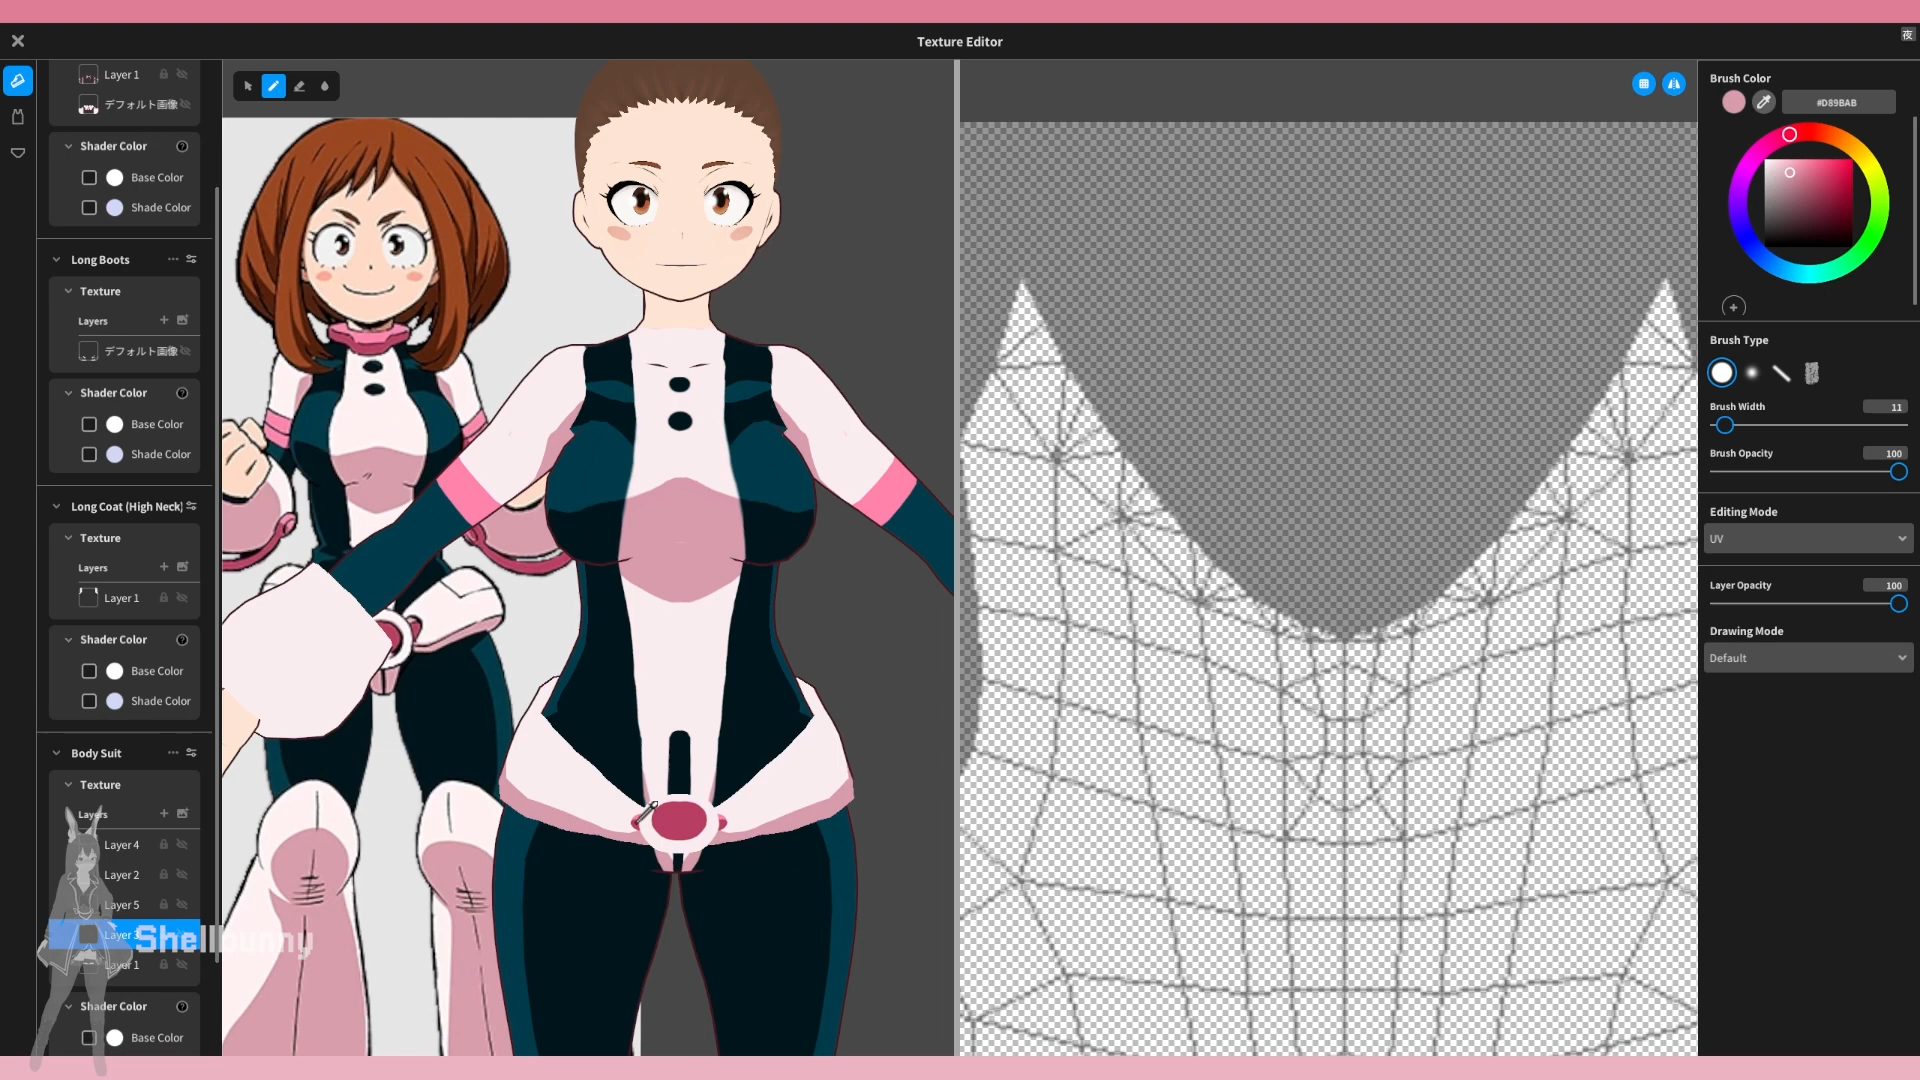 Texture Editor
夜
Layer 1
デフォルト画像
Shader Color
Base Color
Shade Color
Long Boots
Texture
Layers
デフォルト画像
Shader Color
Base Color
Shade Color
Long Coat (High Neck)
Texture
Layers
Layer 1
Shader Color
Base Color
Shade Color
Body Suit
Texture
Layers
Layer 4
Layer 2
Layer 5
Layer 3
Layer 1
Shader Color
Base Color
Shellbunny
Brush Color
#D89BAB
Brush Type
Brush Width
11
Brush Opacity
100
Editing Mode
UV
Layer Opacity
100
Drawing Mode
Default